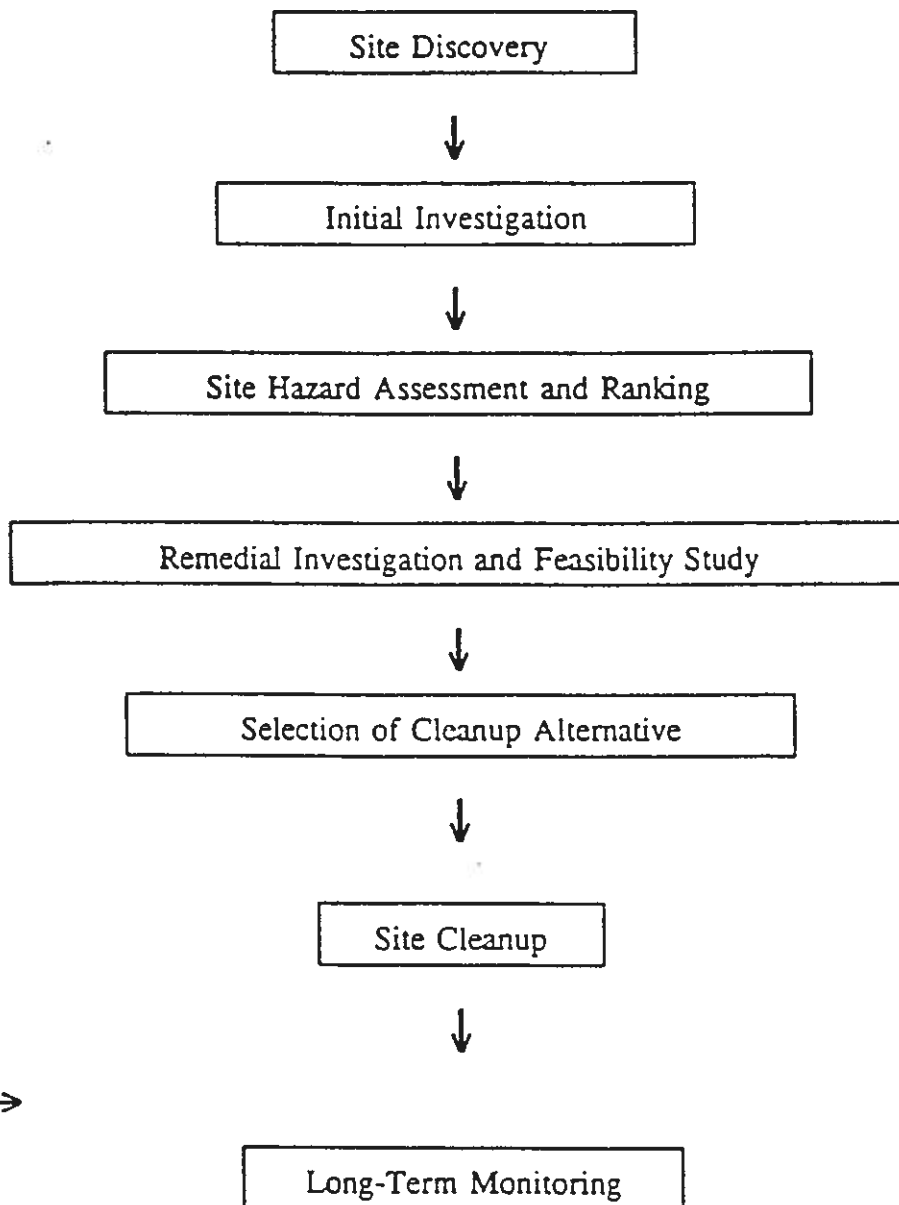 Site Discovery
Initial Investigation
Site Hazard Assessment and Ranking
Remedial Investigation and Feasibility Study
Selection of Cleanup Alternative
Site Cleanup
Long-Term Monitoring